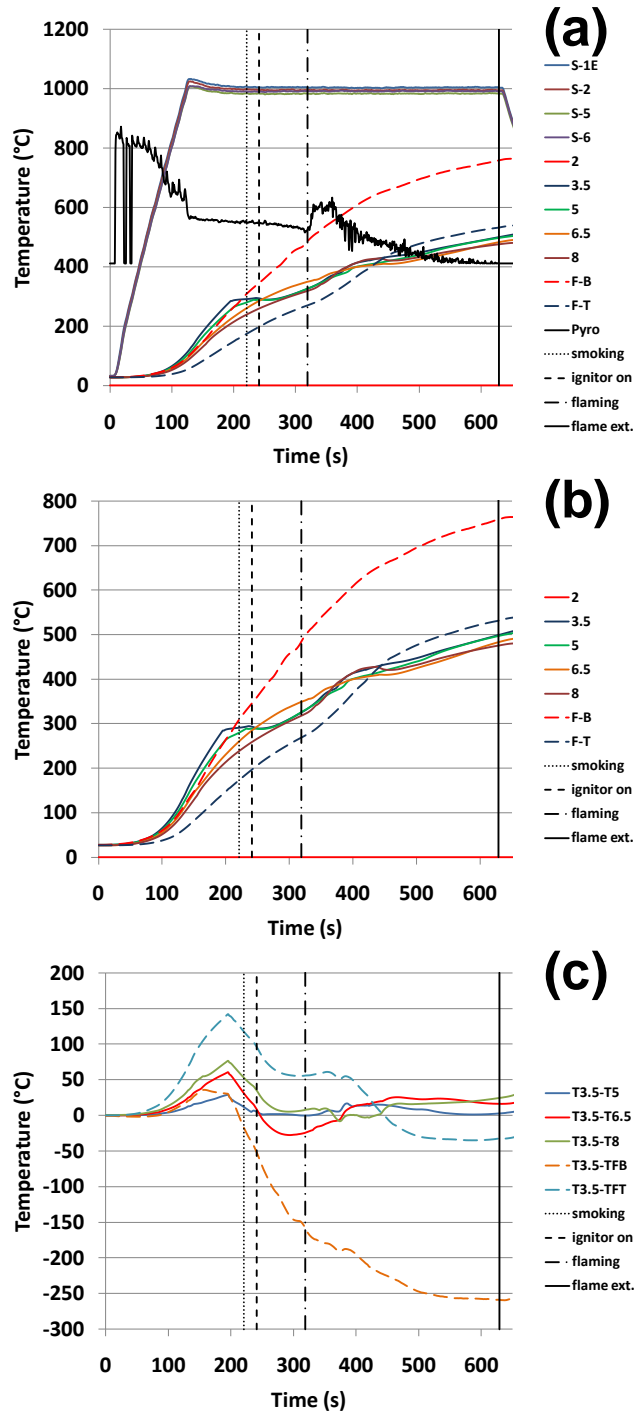 (a)
1200
1000
800
600
400
200
0
Temperature (°C)
0 100 200 300 400 500 600
Time (s)
S-1E
S-2
S-5
S-6
2
3.5
5
6.5
8
F-B
F-T
Pyro
smoking
ignitor on
flaming
flame ext.
(b)
800
700
600
500
400
300
200
100
0
Temperature (°C)
0 100 200 300 400 500 600
Time (s)
2
3.5
5
6.5
8
F-B
F-T
smoking
ignitor on
flaming
flame ext.
(c)
200
150
100
50
0
-50
-100
-150
-200
-250
-300
Temperature (°C)
0 100 200 300 400 500 600
Time (s)
T3.5-T5
T3.5-T6.5
T3.5-T8
T3.5-TFB
T3.5-TFT
smoking
ignitor on
flaming
flame ext.